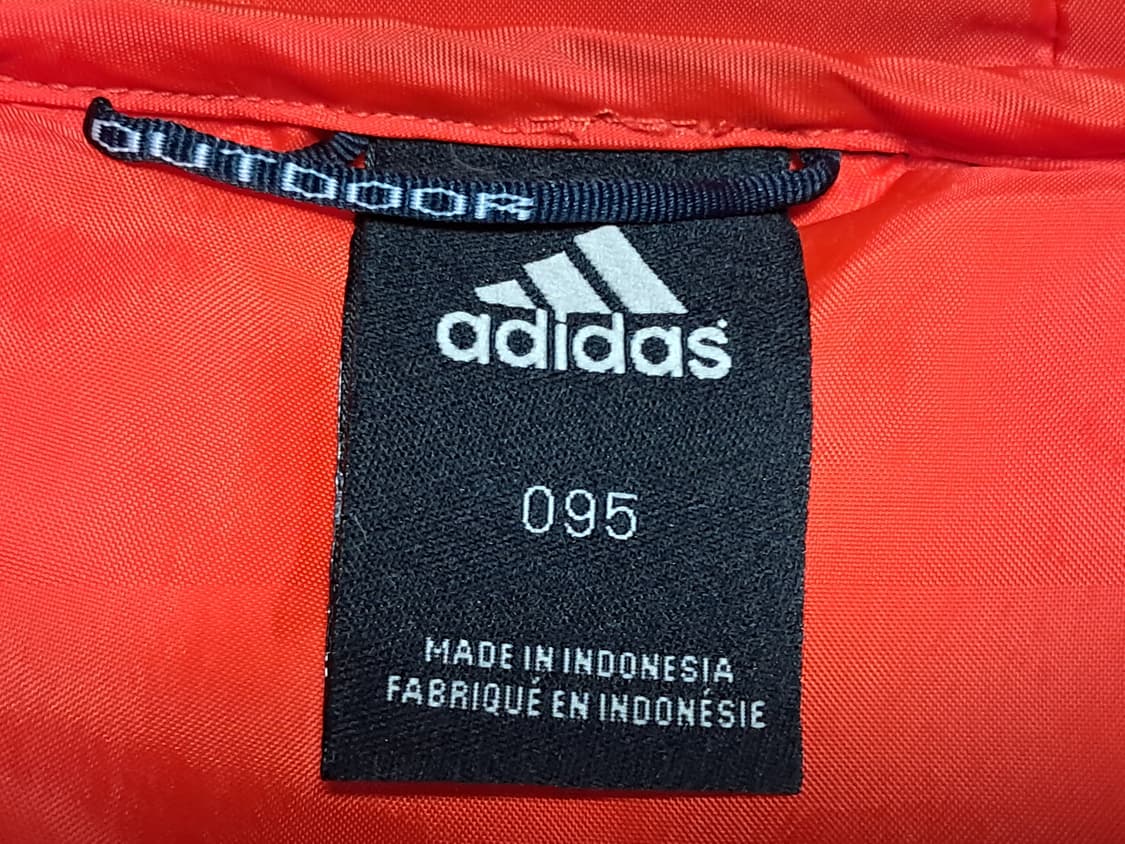 OUTDOOR
adidas
095
MADE IN INDONESIA
FABRIQUÉ EN INDONÉSIE